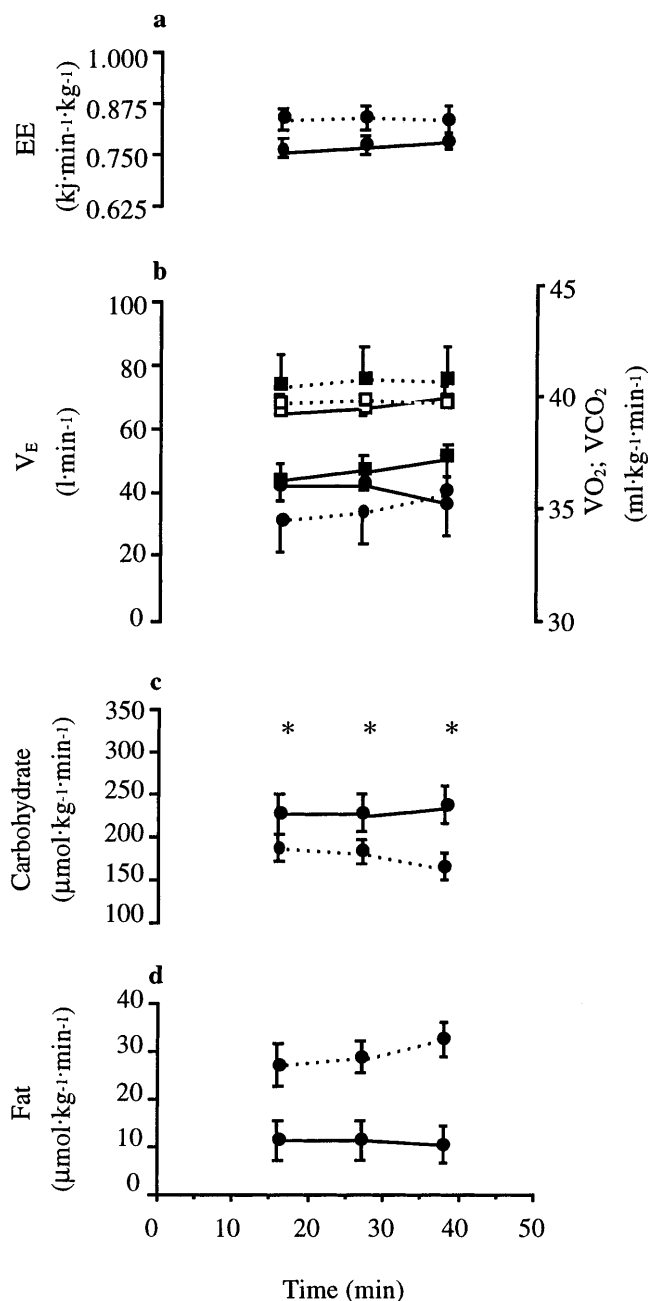 a
1.000
0.875
0.750
0.625
EE
(kj·min-1·kg-1)
b
100
80
60
40
20
0
VE
(l·min-1)
45
40
35
30
VO2; VCO2
(ml·kg-1·min-1)
c
* * *
350
300
250
200
150
100
Carbohydrate
(μmol·kg-1·min-1)
d
40
30
20
10
0
Fat
(μmol·kg-1·min-1)
0 10 20 30 40 50
Time (min)